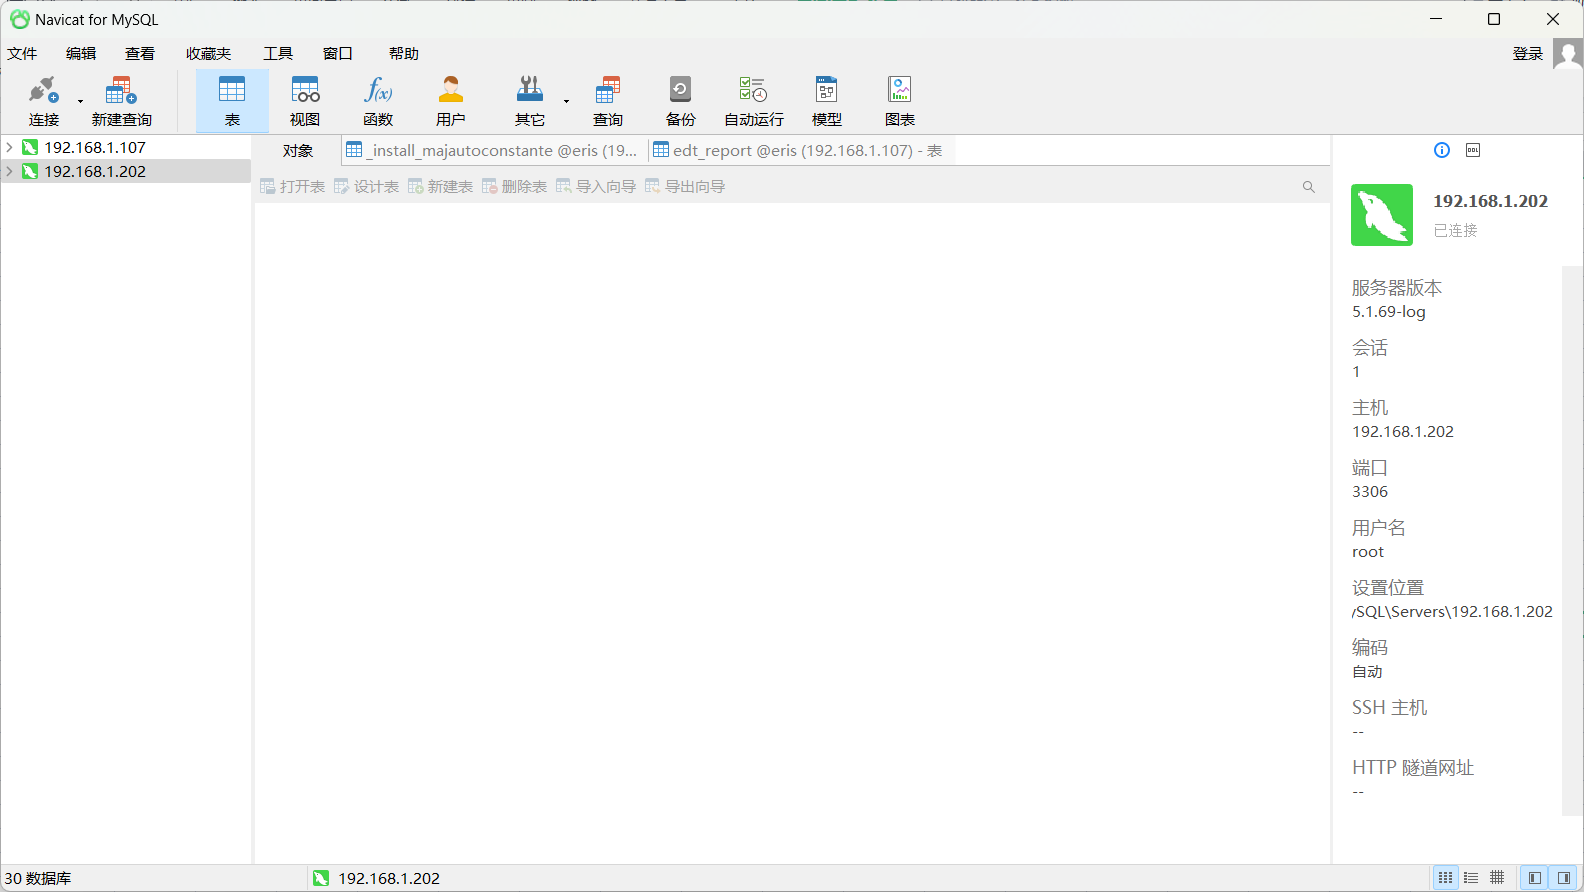 Navicat for MySQL
文件 编辑 查看 收藏夹 工具 窗口 帮助 登录
连接 新建查询 表 视图 函数 用户 其它 查询 备份 自动运行 模型 图表
192.168.1.107
192.168.1.202
对象 _install_majautoconstante @eris (19... edt_report @eris (192.168.1.107) - 表
打开表 设计表 新建表 删除表 导入向导 导出向导
DDL
192.168.1.202
已连接
服务器版本
5.1.69-log
会话
1
主机
192.168.1.202
端口
3306
用户名
root
设置位置
ySQL\Servers\192.168.1.202
编码
自动
SSH 主机
--
HTTP 隧道网址
--
30 数据库 192.168.1.202